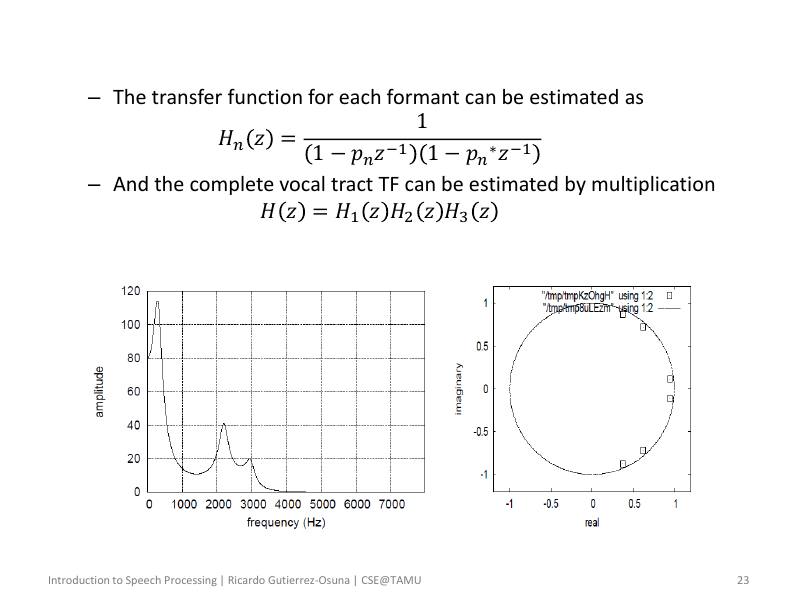 – The transfer function for each formant can be estimated as
H_n(z) = 1 / ((1 − p_n z^{−1})(1 − p_n^* z^{−1}))
– And the complete vocal tract TF can be estimated by multiplication
H(z) = H_1(z)H_2(z)H_3(z)
120
100
80
60
40
20
0
amplitude
0 1000 2000 3000 4000 5000 6000 7000
frequency (Hz)
"/tmp/tmpKzOhgH" using 1:2
"/tmp/tmp8uLEzm" using 1:2
1
0.5
0
-0.5
-1
imaginary
-1 -0.5 0 0.5 1
real
Introduction to Speech Processing | Ricardo Gutierrez-Osuna | CSE@TAMU 23